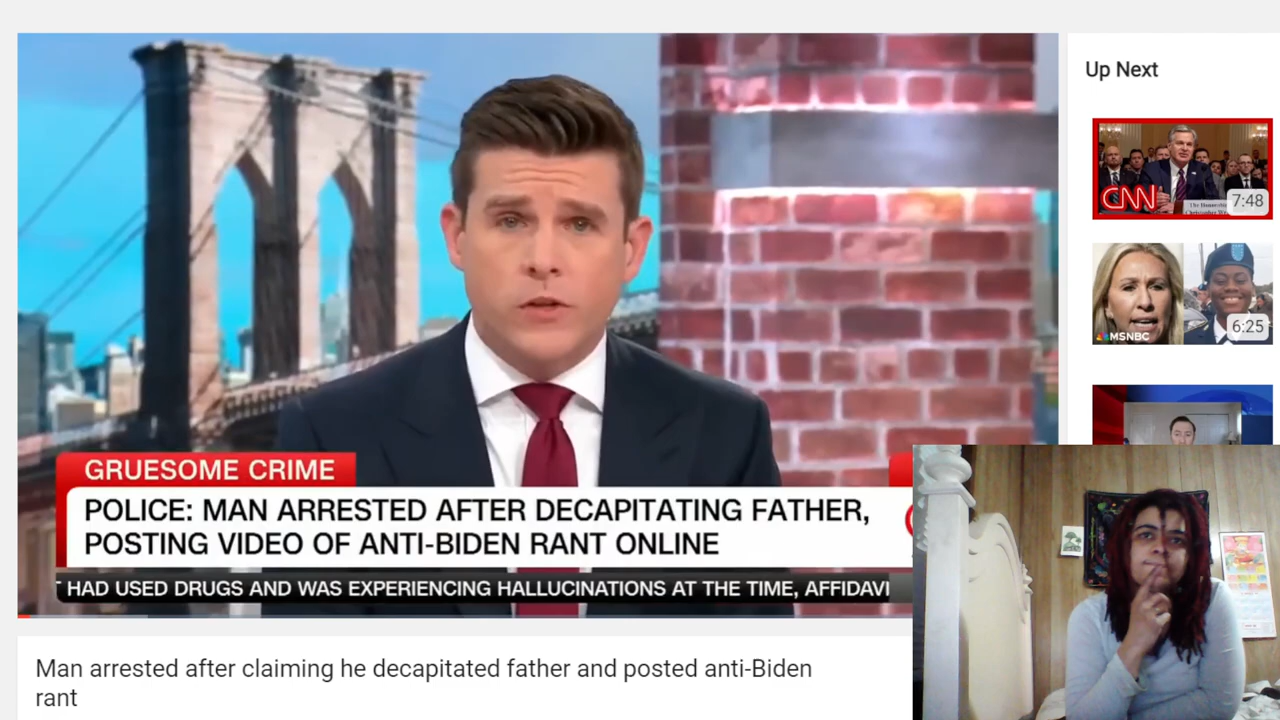 Up Next
CNN
7:48
MSNBC
6:25
GRUESOME CRIME
POLICE: MAN ARRESTED AFTER DECAPITATING FATHER,
POSTING VIDEO OF ANTI-BIDEN RANT ONLINE
HAD USED DRUGS AND WAS EXPERIENCING HALLUCINATIONS AT THE TIME, AFFIDAVI
Man arrested after claiming he decapitated father and posted anti-Biden
rant